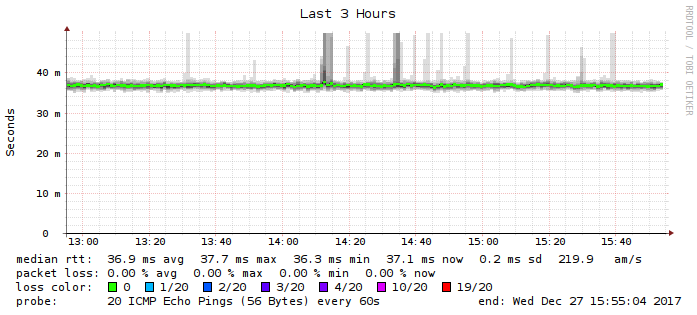 Last 3 Hours
RRDTOOL / TOBI OETIKER
Seconds
40 m
30 m
20 m
10 m
0
13:00 13:20 13:40 14:00 14:20 14:40 15:00 15:20 15:40
median rtt: 36.9 ms avg 37.7 ms max 36.3 ms min 37.1 ms now 0.2 ms sd 219.9 am/s
packet loss: 0.00 % avg 0.00 % max 0.00 % min 0.00 % now
loss color: 0 1/20 2/20 3/20 4/20 10/20 19/20
probe: 20 ICMP Echo Pings (56 Bytes) every 60s end: Wed Dec 27 15:55:04 2017